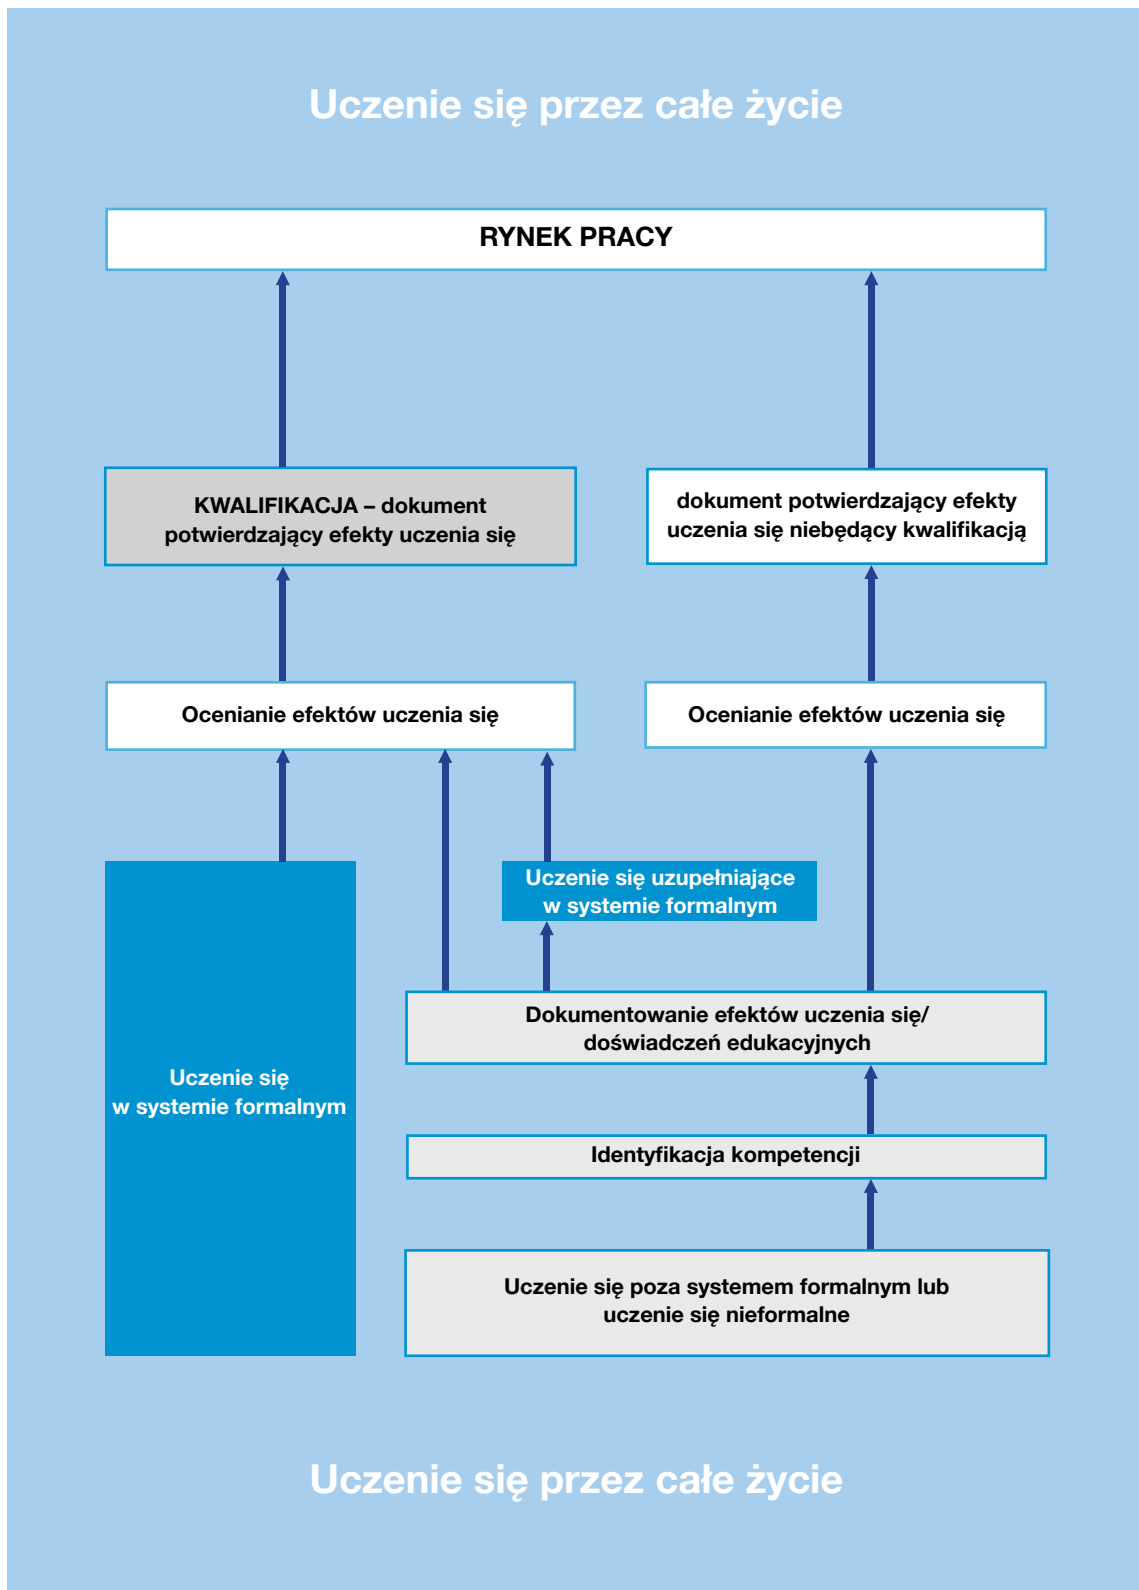 Uczenie się przez całe życie
RYNEK PRACY
KWALIFIKACJA – dokument
potwierdzający efekty uczenia się
dokument potwierdzający efekty
uczenia się niebędący kwalifikacją
Ocenianie efektów uczenia się
Ocenianie efektów uczenia się
Uczenie się uzupełniające
w systemie formalnym
Dokumentowanie efektów uczenia się/
doświadczeń edukacyjnych
Uczenie się
w systemie formalnym
Identyfikacja kompetencji
Uczenie się poza systemem formalnym lub
uczenie się nieformalne
Uczenie się przez całe życie